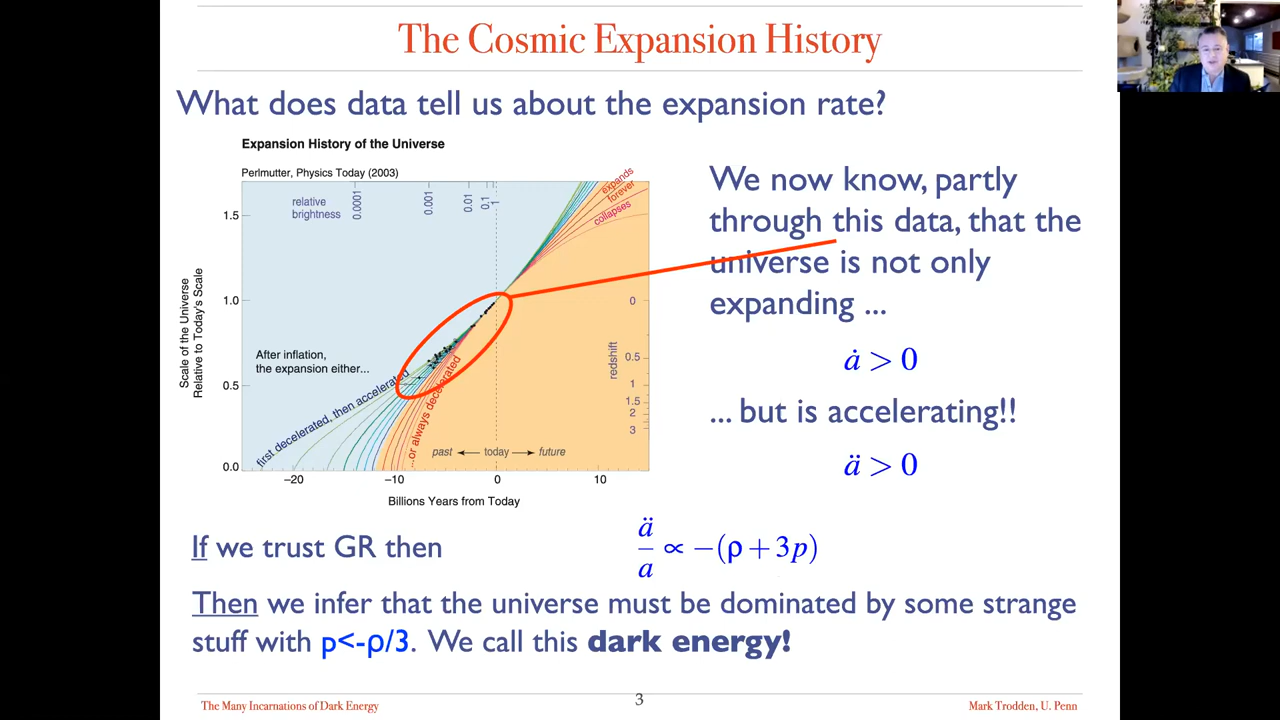 The Cosmic Expansion History
What does data tell us about the expansion rate?
Expansion History of the Universe
Perlmutter, Physics Today (2003)
relative
brightness
0.0001
0.001
0.01
0.1
1
expands
forever
collapses
Scale of the Universe
Relative to Today's Scale
1.5
1.0
0.5
0.0
After inflation,
the expansion either...
first decelerated, then accelerated
...or always decelerated
redshift
0
0.5
1
1.5
2
3
past today future
−20 −10 0 10
Billions Years from Today
We now know, partly
through this data, that the
universe is not only
expanding ...
ȧ > 0
... but is accelerating!!
ä > 0
If we trust GR then
ä/a ∝ −(ρ + 3p)
Then we infer that the universe must be dominated by some strange
stuff with p<-ρ/3. We call this dark energy!
The Many Incarnations of Dark Energy
3
Mark Trodden, U. Penn